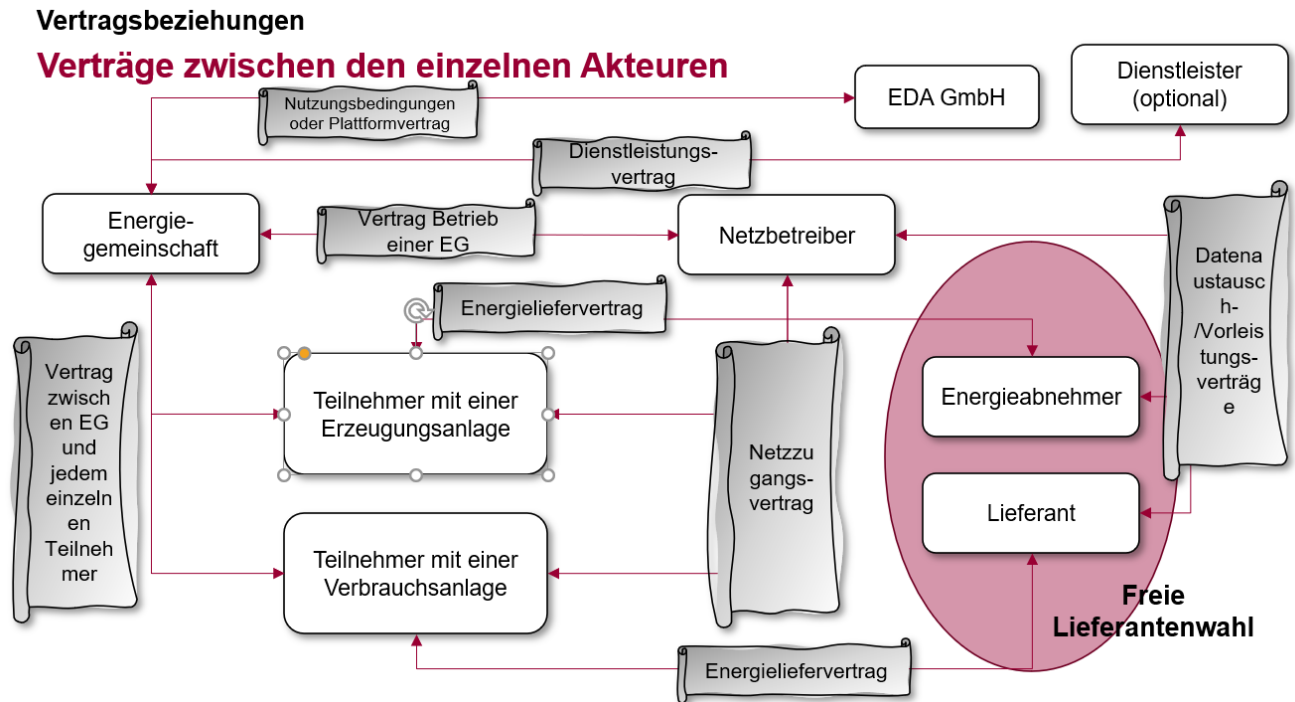 Vertragsbeziehungen
Verträge zwischen den einzelnen Akteuren
Nutzungsbedingungen
oder Plattformvertrag
EDA GmbH
Dienstleister
(optional)
Dienstleistungs-
vertrag
Energie-
gemeinschaft
Vertrag Betrieb
einer EG
Netzbetreiber
Datena
ustausc
h-
/Vorleis
tungs-
verträg
e
Energieliefervertrag
Vertrag
zwisch
en EG
und
jedem
einzeln
en
Teilneh
mer
Teilnehmer mit einer
Erzeugungsanlage
Netzzu
gangs-
vertrag
Energieabnehmer
Lieferant
Teilnehmer mit einer
Verbrauchsanlage
Freie
Lieferantenwahl
Energieliefervertrag